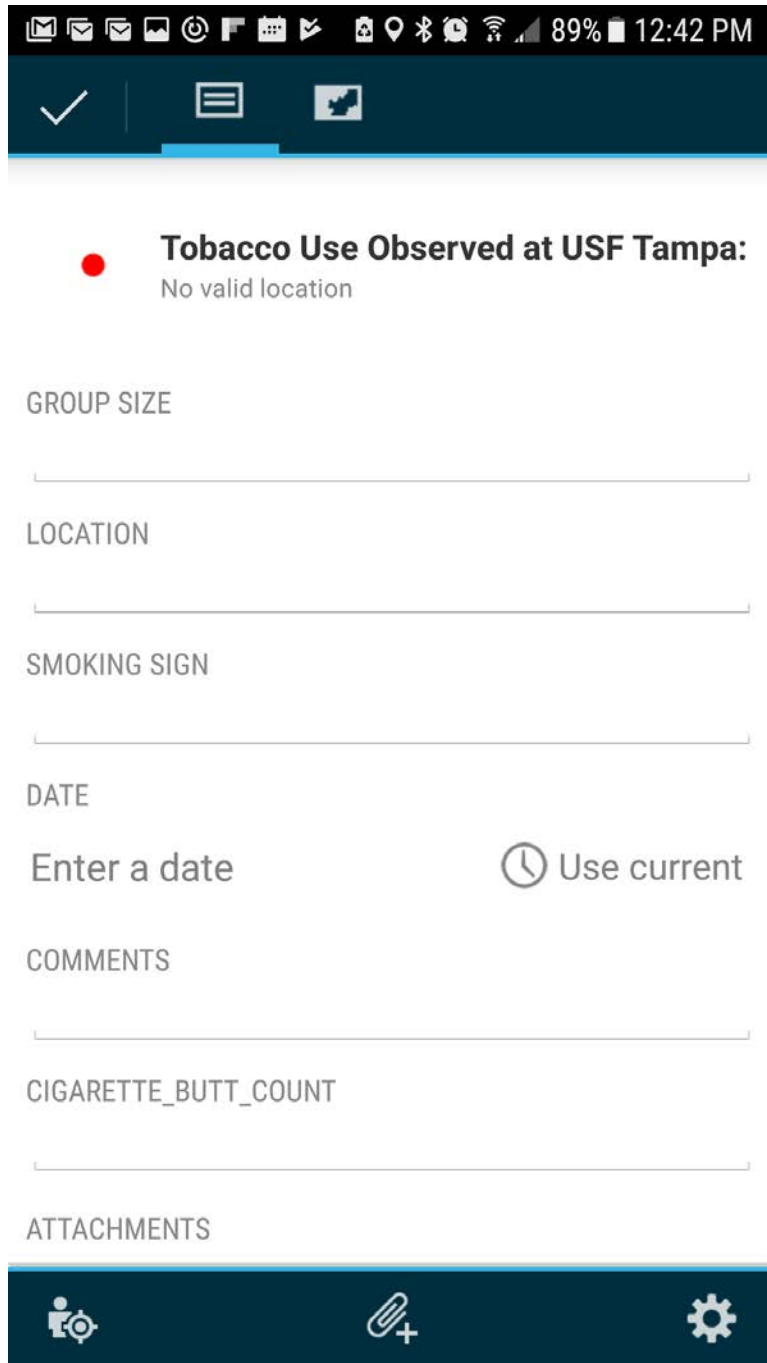 89% 12:42 PM
Tobacco Use Observed at USF Tampa:
No valid location
GROUP SIZE
LOCATION
SMOKING SIGN
DATE
Enter a date Use current
COMMENTS
CIGARETTE_BUTT_COUNT
ATTACHMENTS